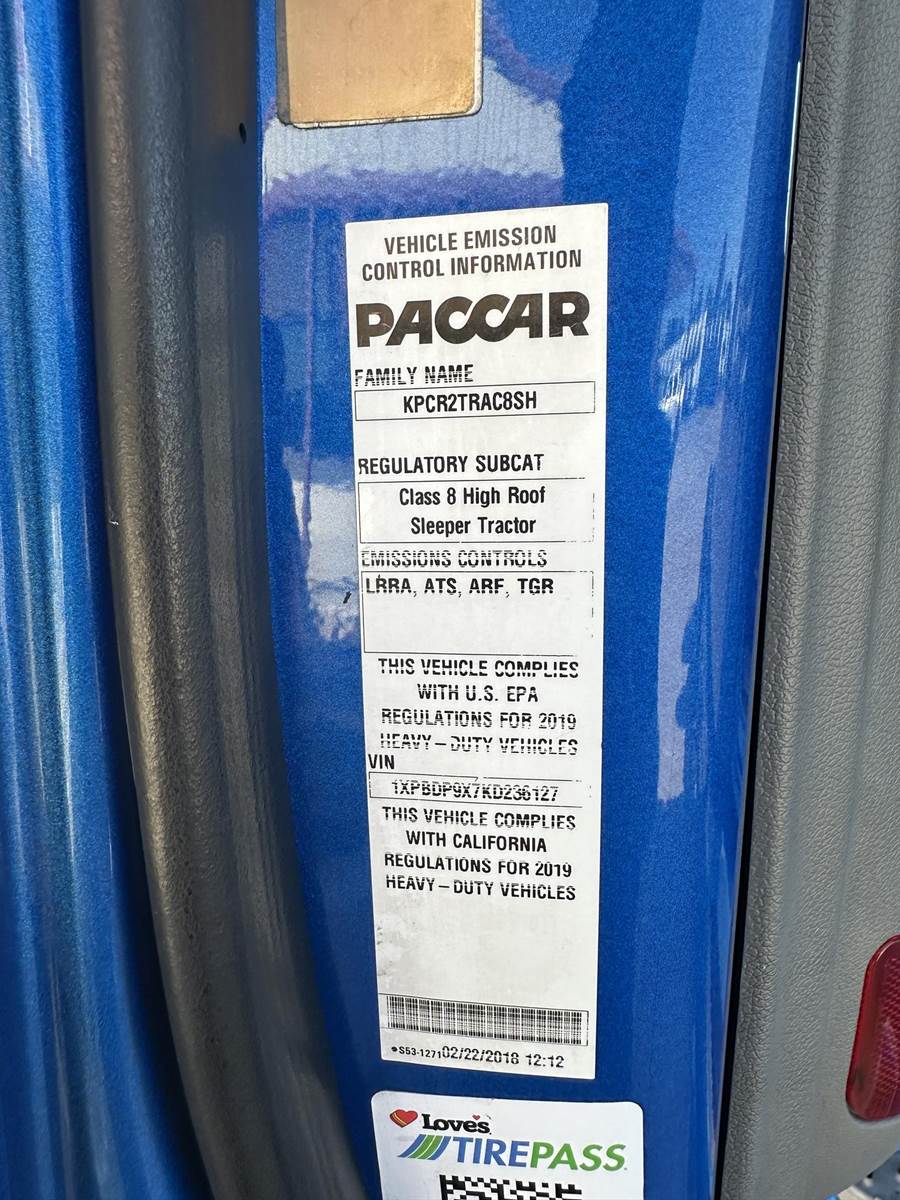 VEHICLE EMISSION
CONTROL INFORMATION
PACCAR
FAMILY NAME
KPCR2TRAC8SH
REGULATORY SUBCAT
Class 8 High Roof
Sleeper Tractor
EMISSIONS CONTROLS
LRRA, ATS, ARF, TGR
THIS VEHICLE COMPLIES
WITH U.S. EPA
REGULATIONS FOR 2019
HEAVY-DUTY VEHICLES
VIN
1XPBDP9X7KD236127
THIS VEHICLE COMPLIES
WITH CALIFORNIA
REGULATIONS FOR 2019
HEAVY-DUTY VEHICLES
S53-1271 02/22/2018 12:12
Love's
TIREPASS